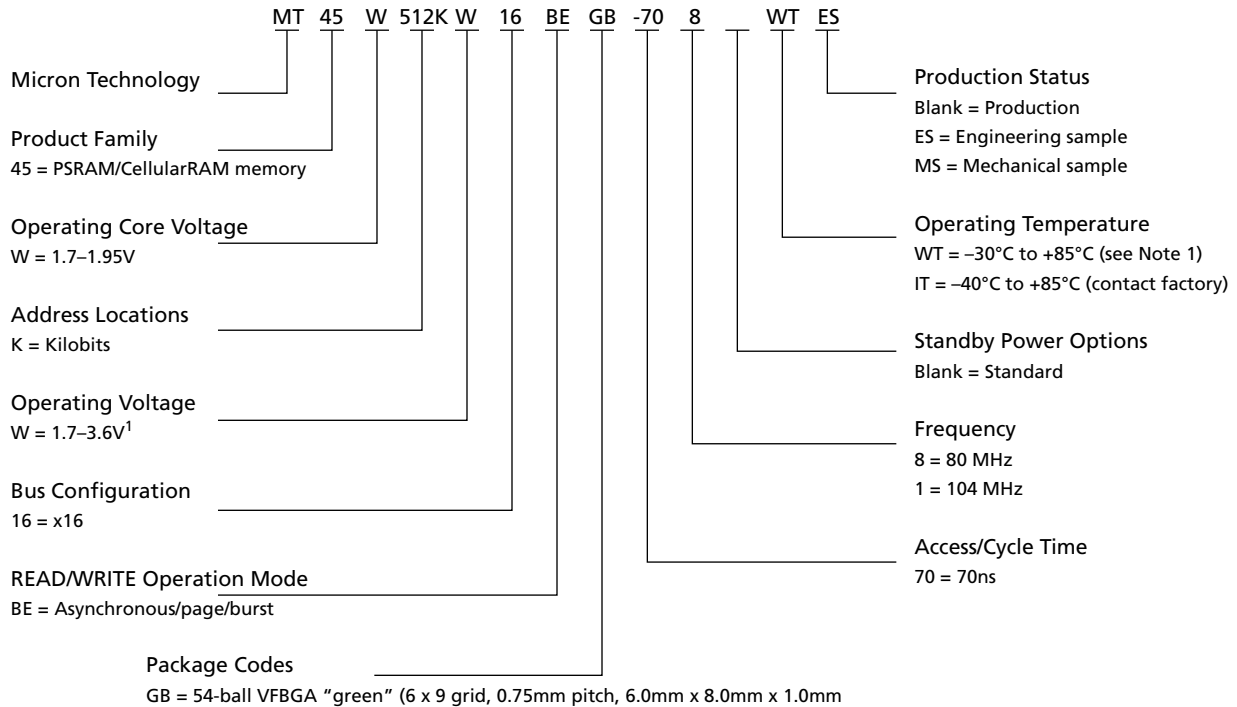 MT 45 W 512K W 16 BE GB -70 8 WT ES
Micron Technology
Product Family
45 = PSRAM/CellularRAM memory
Operating Core Voltage
W = 1.7–1.95V
Address Locations
K = Kilobits
Operating Voltage
W = 1.7–3.6V¹
Bus Configuration
16 = x16
READ/WRITE Operation Mode
BE = Asynchronous/page/burst
Package Codes
GB = 54-ball VFBGA “green” (6 x 9 grid, 0.75mm pitch, 6.0mm x 8.0mm x 1.0mm
Production Status
Blank = Production
ES = Engineering sample
MS = Mechanical sample
Operating Temperature
WT = –30°C to +85°C (see Note 1)
IT = –40°C to +85°C (contact factory)
Standby Power Options
Blank = Standard
Frequency
8 = 80 MHz
1 = 104 MHz
Access/Cycle Time
70 = 70ns